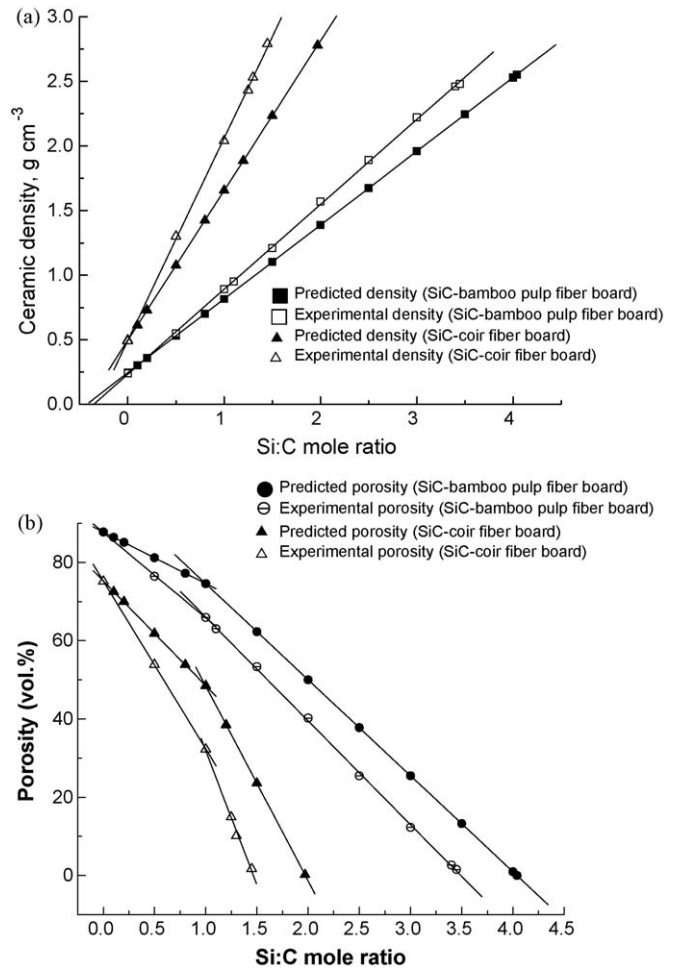 (a)
3.0
2.5
2.0
1.5
1.0
0.5
0.0
Ceramic density, g cm⁻³
Predicted density (SiC-bamboo pulp fiber board)
Experimental density (SiC-bamboo pulp fiber board)
Predicted density (SiC-coir fiber board)
Experimental density (SiC-coir fiber board)
0 1 2 3 4
Si:C mole ratio
Predicted porosity (SiC-bamboo pulp fiber board)
Experimental porosity (SiC-bamboo pulp fiber board)
Predicted porosity (SiC-coir fiber board)
Experimental porosity (SiC-coir fiber board)
(b)
80
60
40
20
0
Porosity (vol.%)
0.0 0.5 1.0 1.5 2.0 2.5 3.0 3.5 4.0 4.5
Si:C mole ratio